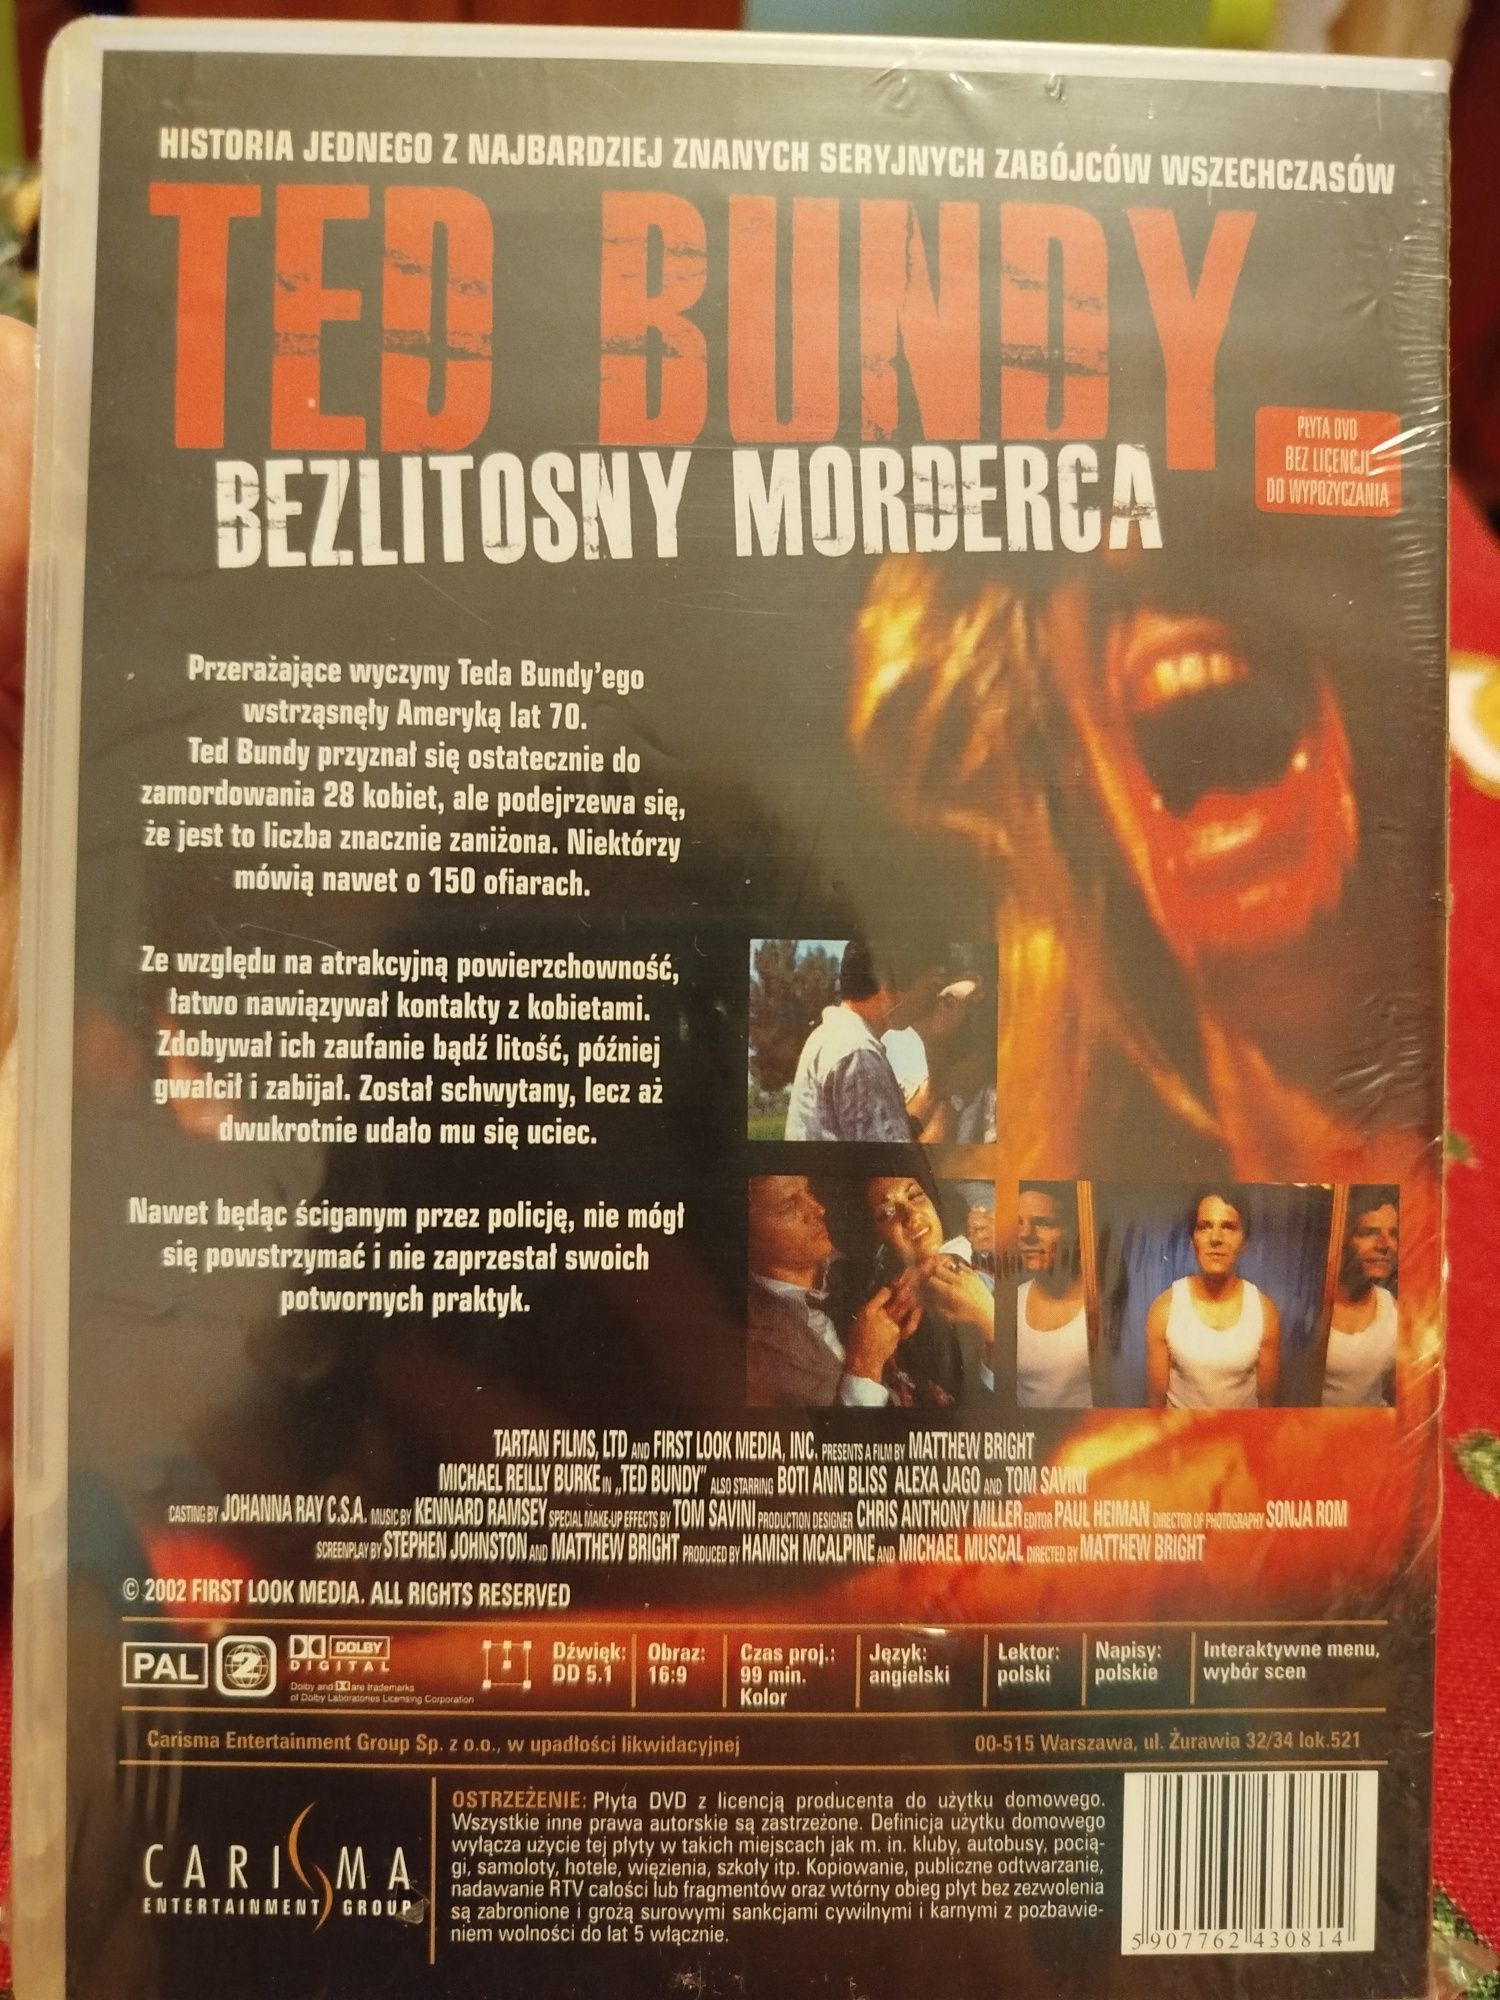 HISTORIA JEDNEGO Z NAJBARDZIEJ ZNANYCH SERYJNYCH ZABÓJCÓW WSZECHCZASÓW
TED BUNDY
BEZLITOSNY MORDERCA
PŁYTA DVD
BEZ LICENCJI
DO WYPOŻYCZANIA
Przerażające wyczyny Teda Bundy'ego
wstrząsnęły Ameryką lat 70.
Ted Bundy przyznał się ostatecznie do
zamordowania 28 kobiet, ale podejrzewa się,
że jest to liczba znacznie zaniżona. Niektórzy
mówią nawet o 150 ofiarach.
Ze względu na atrakcyjną powierzchowność,
łatwo nawiązywał kontakty z kobietami.
Zdobywał ich zaufanie bądź litość, później
gwałcił i zabijał. Został schwytany, lecz aż
dwukrotnie udało mu się uciec.
Nawet będąc ściganym przez policję, nie mógł
się powstrzymać i nie zaprzestał swoich
potwornych praktyk.
TARTAN FILMS, LTD AND FIRST LOOK MEDIA, INC. PRESENTS A FILM BY MATTHEW BRIGHT
MICHAEL REILLY BURKE IN „TED BUNDY" ALSO STARRING BOTI ANN BLISS ALEXA JAGO AND TOM SAVINI
CASTING BY JOHANNA RAY C.S.A. MUSIC BY KENNARD RAMSEY SPECIAL MAKE-UP EFFECTS BY TOM SAVINI PRODUCTION DESIGNER CHRIS ANTHONY MILLER EDITOR PAUL HEIMAN DIRECTOR OF PHOTOGRAPHY SONJA ROM
SCREENPLAY BY STEPHEN JOHNSTON AND MATTHEW BRIGHT PRODUCED BY HAMISH MCALPINE AND MICHAEL MUSCAL DIRECTED BY MATTHEW BRIGHT
© 2002 FIRST LOOK MEDIA. ALL RIGHTS RESERVED
PAL
2
DOLBY
DIGITAL
Dolby and DD are trademarks
of Dolby Laboratories Licensing Corporation
Dźwięk:
DD 5.1
Obraz:
16:9
Czas proj.:
99 min.
Kolor
Język:
angielski
Lektor:
polski
Napisy:
polskie
Interaktywne menu,
wybór scen
Carisma Entertainment Group Sp. z o.o., w upadłości likwidacyjnej
00-515 Warszawa, ul. Żurawia 32/34 lok.521
CARISMA
ENTERTAINMENT GROUP
OSTRZEŻENIE: Płyta DVD z licencją producenta do użytku domowego.
Wszystkie inne prawa autorskie są zastrzeżone. Definicja użytku domowego
wyłącza użycie tej płyty w takich miejscach jak m. in. kluby, autobusy, pocią-
gi, samoloty, hotele, więzienia, szkoły itp. Kopiowanie, publiczne odtwarzanie,
nadawanie RTV całości lub fragmentów oraz wtórny obieg płyt bez zezwolenia
są zabronione i grożą surowymi sankcjami cywilnymi i karnymi z pozbawie-
niem wolności do lat 5 włącznie.
5 907762 430814